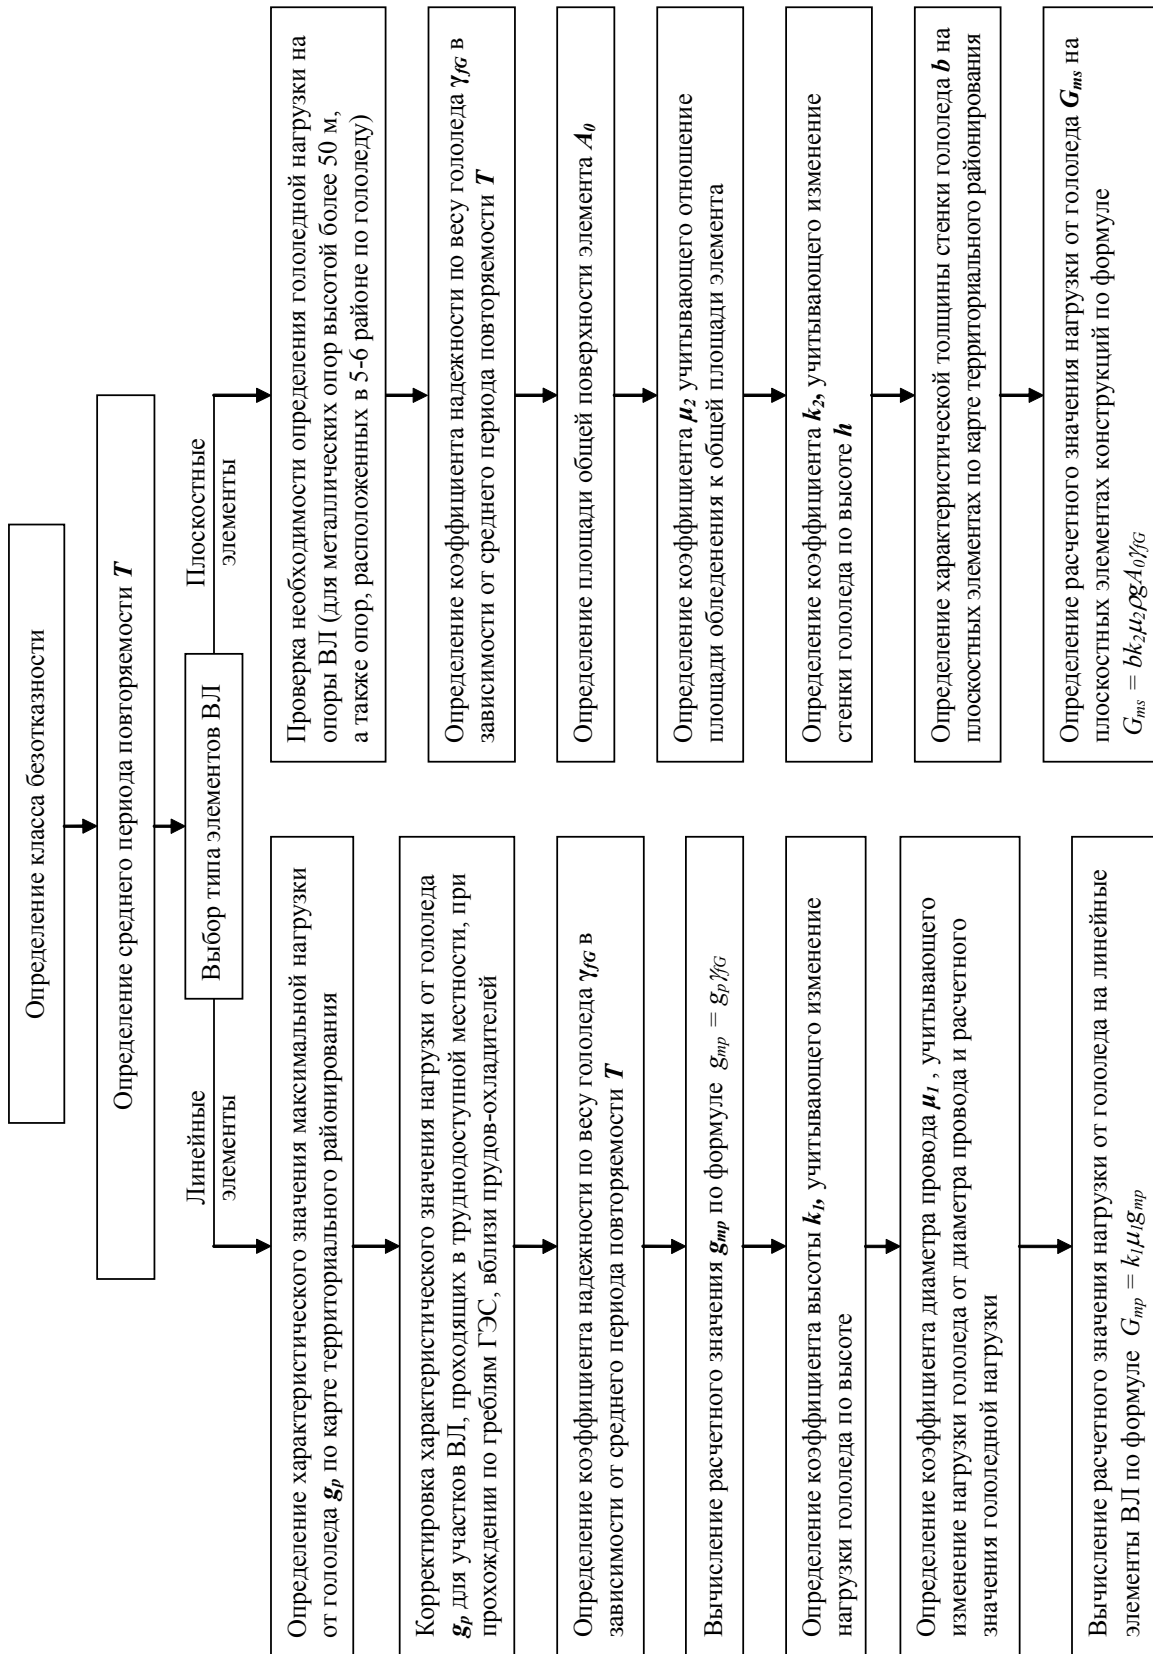 Определение класса безотказности
Определение среднего периода повторяемости T
Выбор типа элементов ВЛ
Линейные
элементы
Плоскостные
элементы
Определение характеристического значения максимальной нагрузки
от гололеда gₚ по карте территориального районирования
Корректировка характеристического значения нагрузки от гололеда
gₚ для участков ВЛ, проходящих в труднодоступной местности, при
прохождении по греблям ГЭС, вблизи прудов-охладителей
Определение коэффициента надежности по весу гололеда γfG в
зависимости от среднего периода повторяемости T
Вычисление расчетного значения gmp по формуле gmp = gpγfG
Определение коэффициента высоты k₁, учитывающего изменение
нагрузки гололеда по высоте
Определение коэффициента диаметра провода μ₁ , учитывающего
изменение нагрузки гололеда от диаметра провода и расчетного
значения гололедной нагрузки
Вычисление расчетного значения нагрузки от гололеда на линейные
элементы ВЛ по формуле Gmp = k₁μ₁gmp
Проверка необходимости определения гололедной нагрузки на
опоры ВЛ (для металлических опор высотой более 50 м,
а также опор, расположенных в 5-6 районе по гололеду)
Определение коэффициента надежности по весу гололеда γfG в
зависимости от среднего периода повторяемости T
Определение площади общей поверхности элемента A₀
Определение коэффициента μ₂ учитывающего отношение
площади обледенения к общей площади элемента
Определение коэффициента k₂, учитывающего изменение
стенки гололеда по высоте h
Определение характеристической толщины стенки гололеда b на
плоскостных элементах по карте территориального районирования
Определение расчетного значения нагрузки от гололеда Gms на
плоскостных элементах конструкций по формуле
Gms = bk₂μ₂ρgA₀γfG